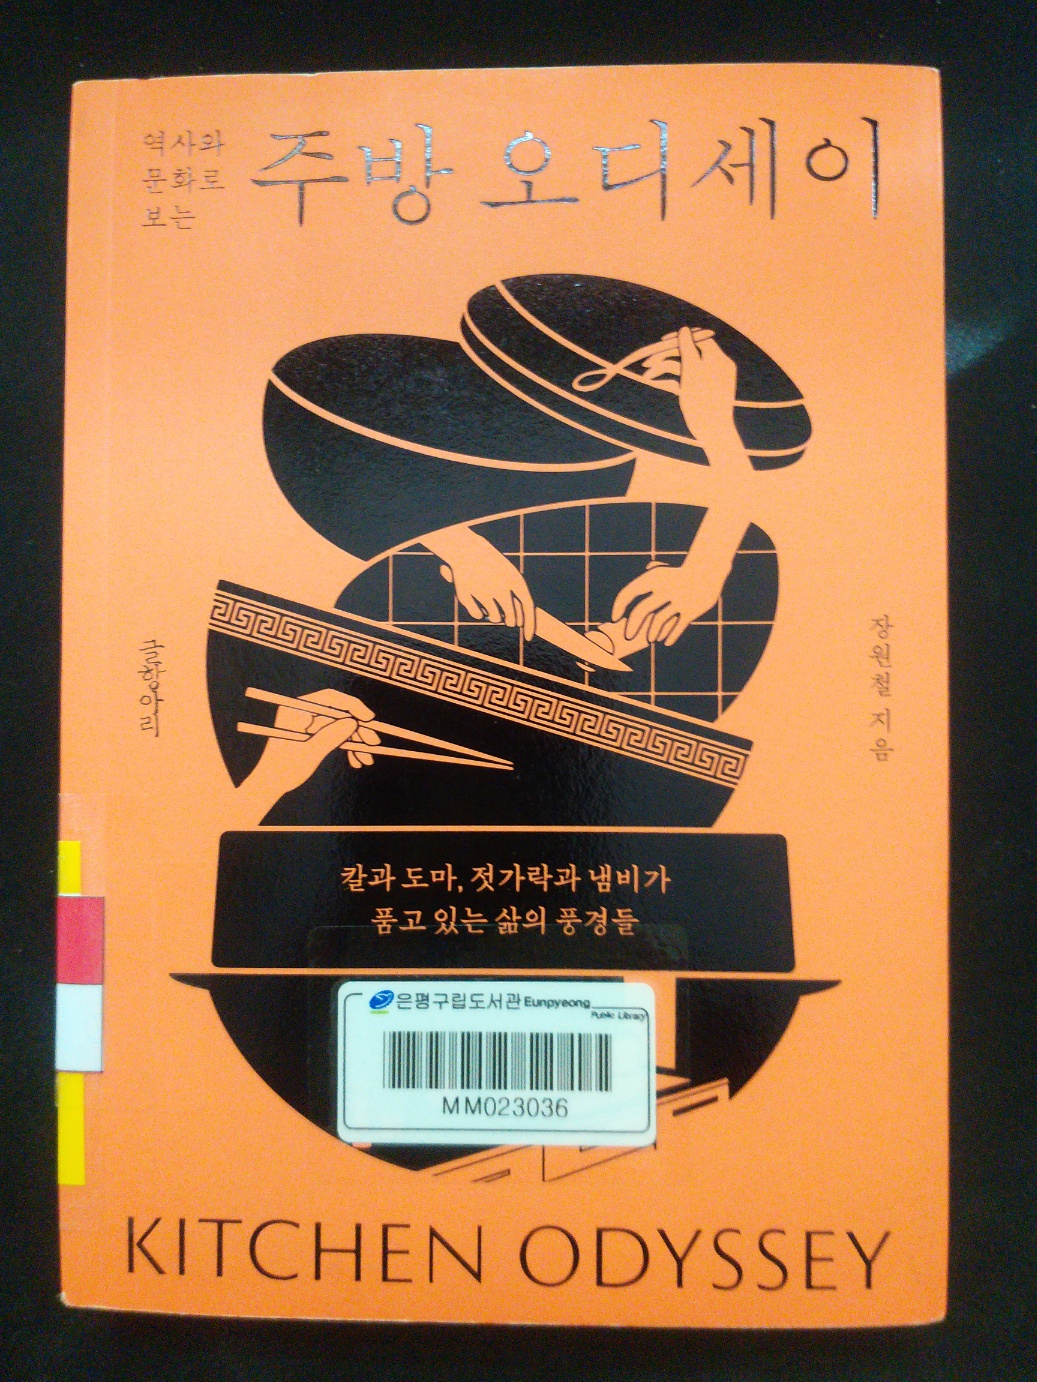 역사와
문화로
보는
주방 오디세이
글항아리
장원철 지음
칼과 도마, 젓가락과 냄비가
품고 있는 삶의 풍경들
은평구립도서관 Eunpyeong
Public Library
MM023036
KITCHEN ODYSSEY